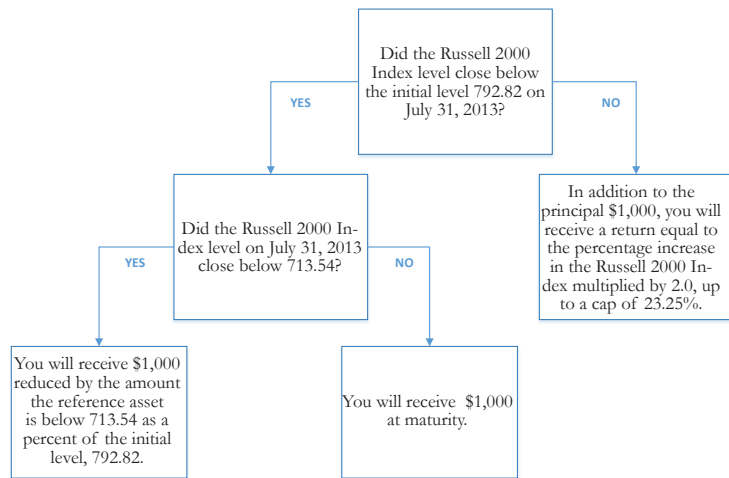 Did the Russell 2000
Index level close below
the initial level 792.82 on
July 31, 2013?
YES
NO
Did the Russell 2000 In-
dex level on July 31, 2013
close below 713.54?
In addition to the
principal $1,000, you will
receive a return equal to
the percentage increase
in the Russell 2000 In-
dex multiplied by 2.0, up
to a cap of 23.25%.
YES
NO
You will receive $1,000
reduced by the amount
the reference asset
is below 713.54 as a
percent of the initial
level, 792.82.
You will receive $1,000
at maturity.